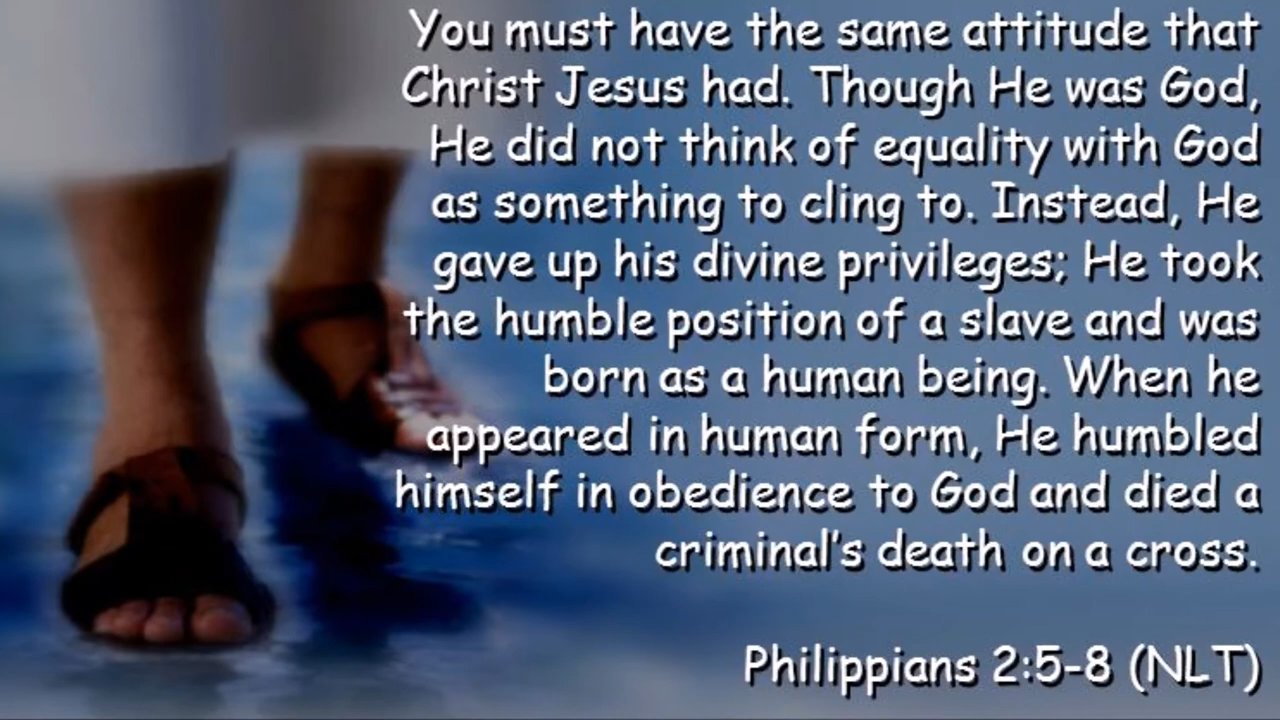 You must have the same attitude that
Christ Jesus had. Though He was God,
He did not think of equality with God
as something to cling to. Instead, He
gave up his divine privileges; He took
the humble position of a slave and was
born as a human being. When he
appeared in human form, He humbled
himself in obedience to God and died a
criminal's death on a cross.
Philippians 2:5-8 (NLT)